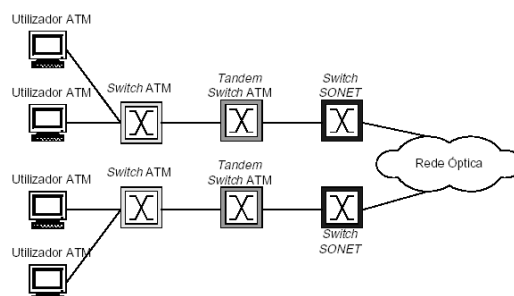 Utilizador ATM
Utilizador ATM
Switch ATM
Tandem
Switch ATM
Switch
SONET
Rede Óptica
Utilizador ATM
Switch ATM
Tandem
Switch ATM
Switch
SONET
Utilizador ATM